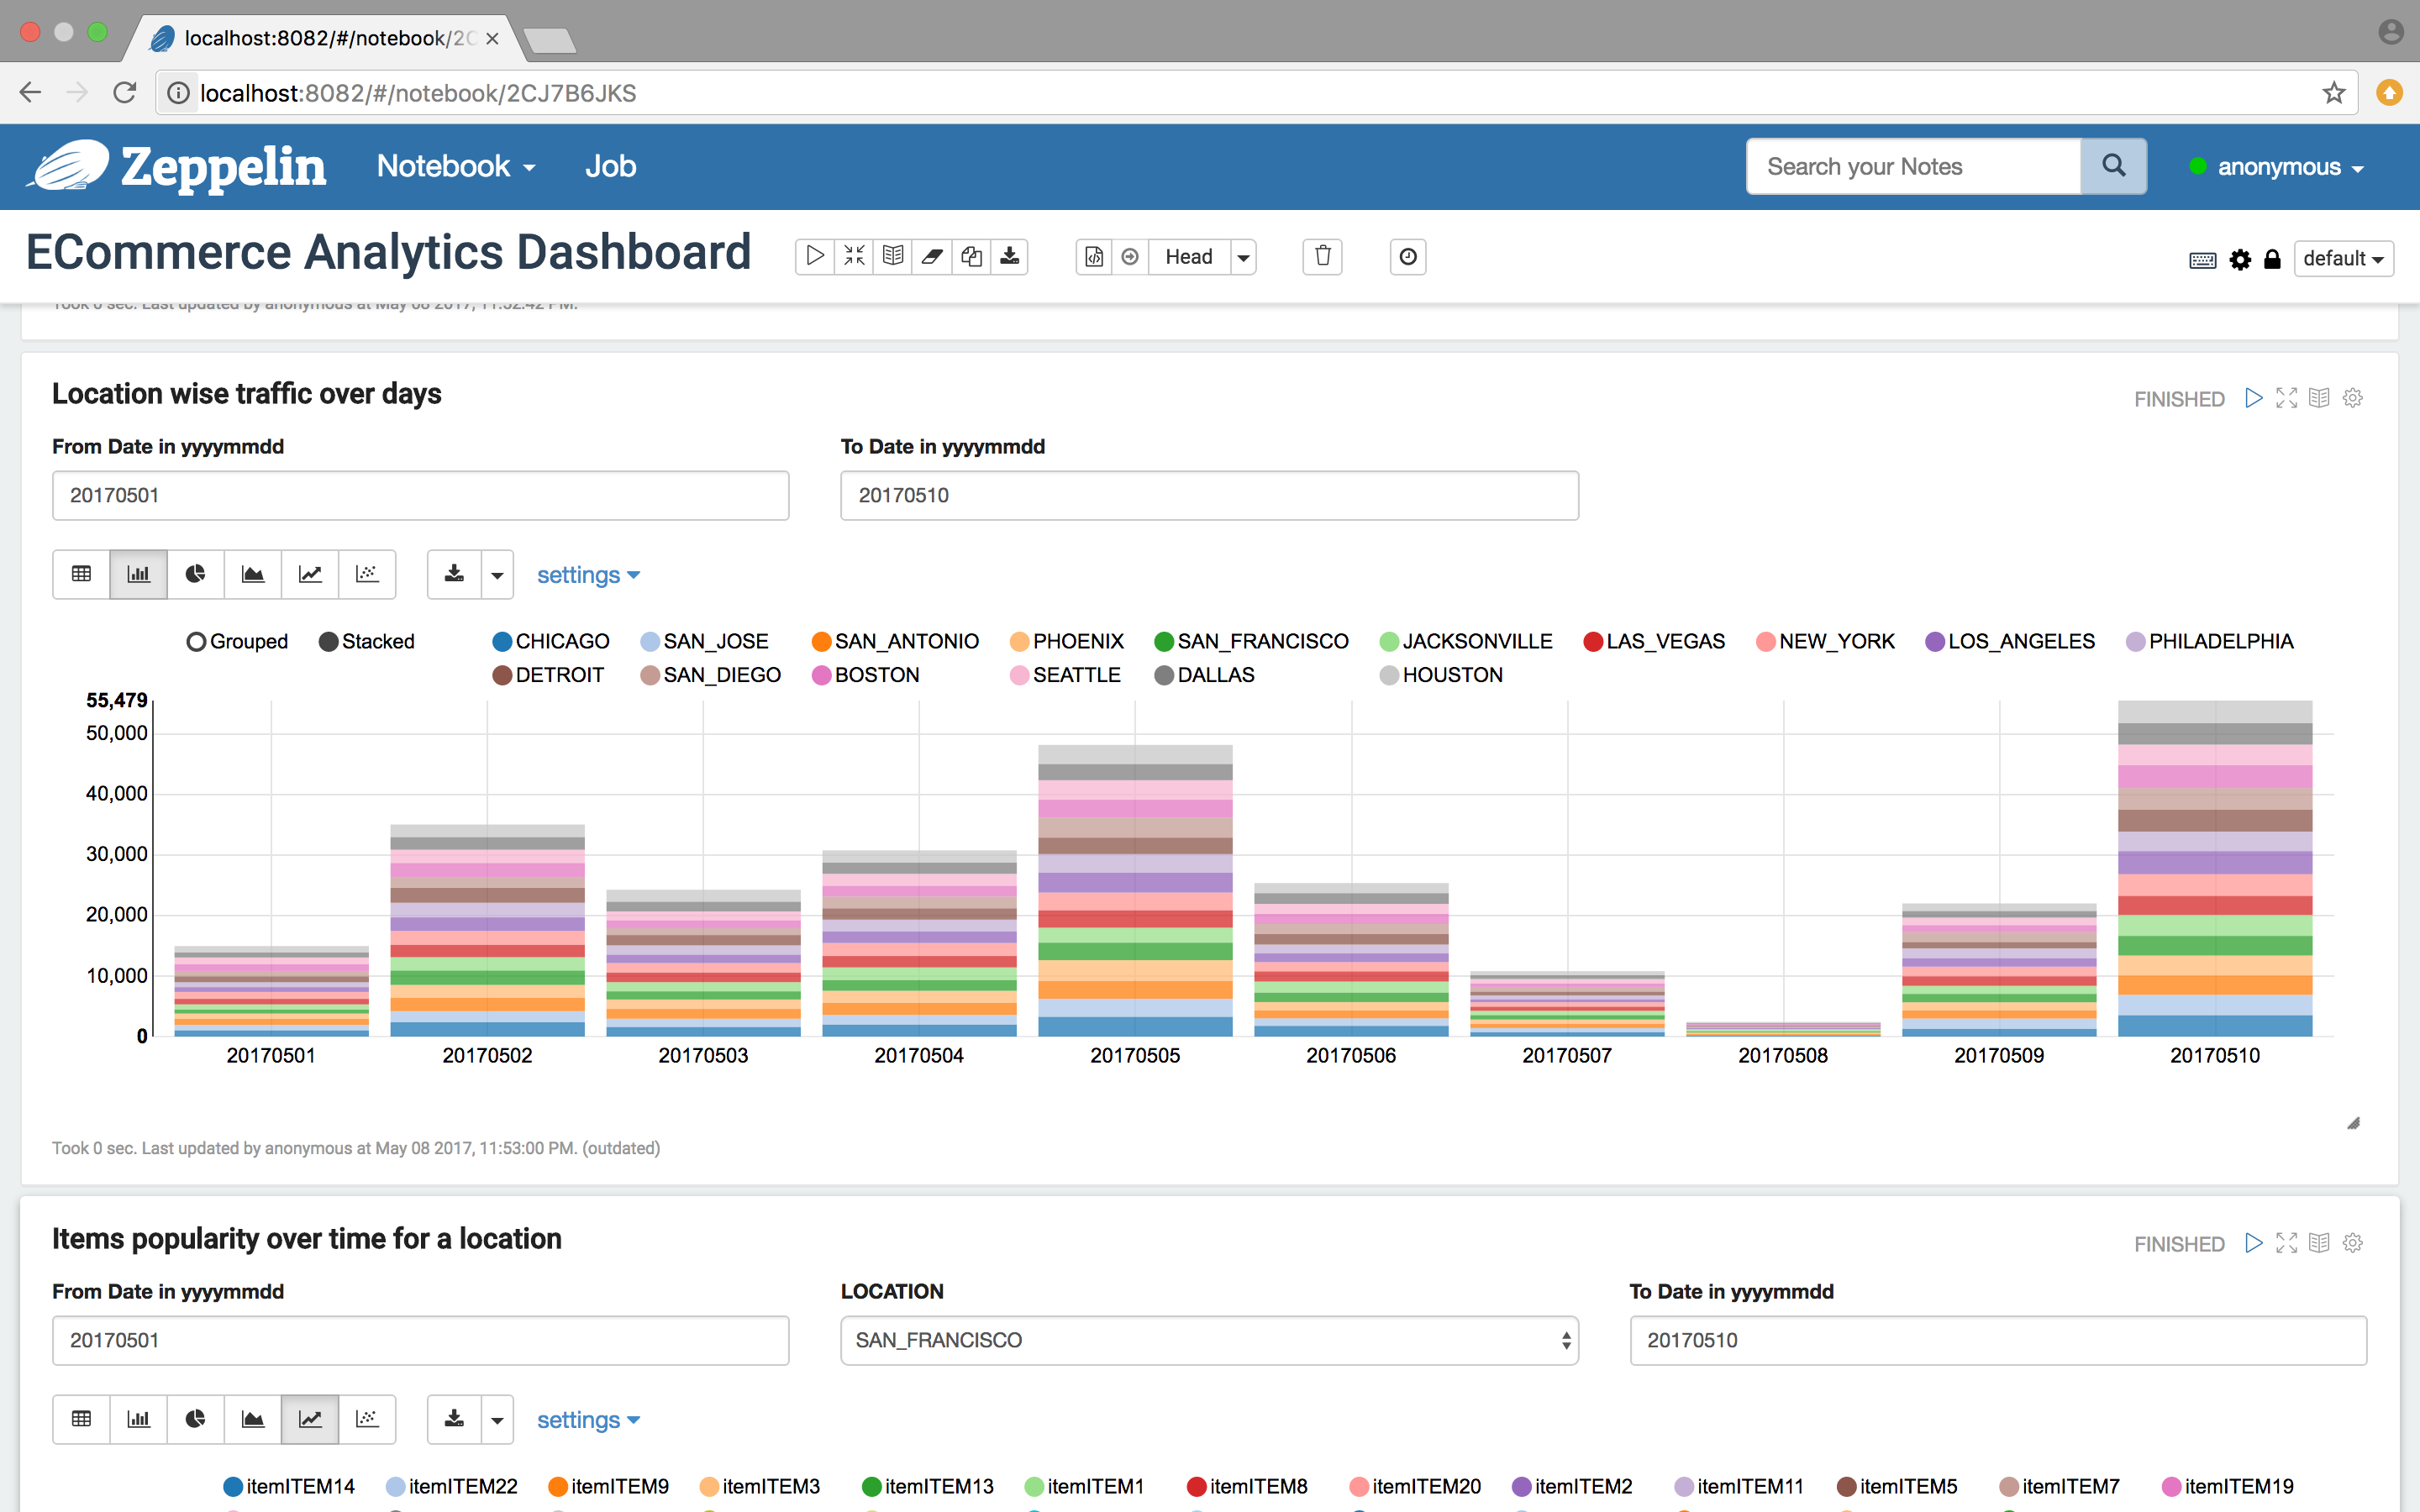 localhost:8082/#/notebook/2C
localhost:8082/#/notebook/2CJ7B6JKS
Zeppelin Notebook Job Search your Notes anonymous
ECommerce Analytics Dashboard Head default
Took 0 sec. Last updated by anonymous at May 08 2017, 11:52:42 PM.
Location wise traffic over days FINISHED
From Date in yyyymmdd To Date in yyyymmdd
20170501 20170510
settings
Grouped Stacked CHICAGO SAN_JOSE SAN_ANTONIO PHOENIX SAN_FRANCISCO JACKSONVILLE LAS_VEGAS NEW_YORK LOS_ANGELES PHILADELPHIA
DETROIT SAN_DIEGO BOSTON SEATTLE DALLAS HOUSTON
55,479
50,000
40,000
30,000
20,000
10,000
0
20170501 20170502 20170503 20170504 20170505 20170506 20170507 20170508 20170509 20170510
Took 0 sec. Last updated by anonymous at May 08 2017, 11:53:00 PM. (outdated)
Items popularity over time for a location FINISHED
From Date in yyyymmdd LOCATION To Date in yyyymmdd
20170501 SAN_FRANCISCO 20170510
settings
itemITEM14 itemITEM22 itemITEM9 itemITEM3 itemITEM13 itemITEM1 itemITEM8 itemITEM20 itemITEM2 itemITEM11 itemITEM5 itemITEM7 itemITEM19